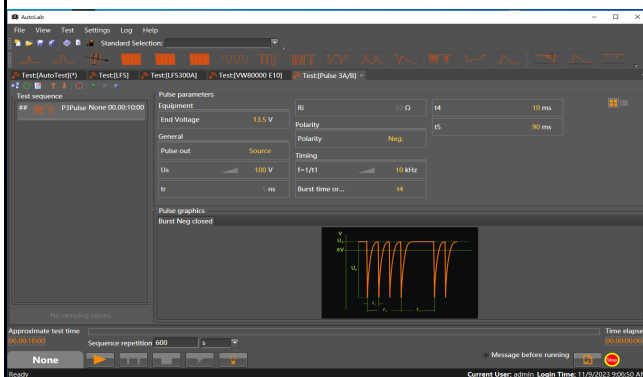 AutoLab
File View Test Settings Log Help
Standard Selection:
Test:[AutoTest](*) Test:[LFS] Test:[LFS300A] Test:[VW80000 E10] Test:[Pulse 3A/B]
Test sequence
## P3Pulse None 00.00:10:00
No ramping values.
Pulse parameters
Equipment
End Voltage 13.5 V
General
Pulse out Source
Us 100 V
tr 5 ns
Ri 50 Ω
Polarity
Polarity Neg.
Timing
f=1/t1 10 kHz
Burst time or... t4
t4 10 ms
t5 90 ms
Pulse graphics
Burst Neg closed
V
0V
Approximate test time Time elapse
00.00:10:00 Sequence repetition 600 s 00.00:00:00
None Message before running Stop
Ready Current User: admin Login Time: 11/9/2023 9:06:50 AM